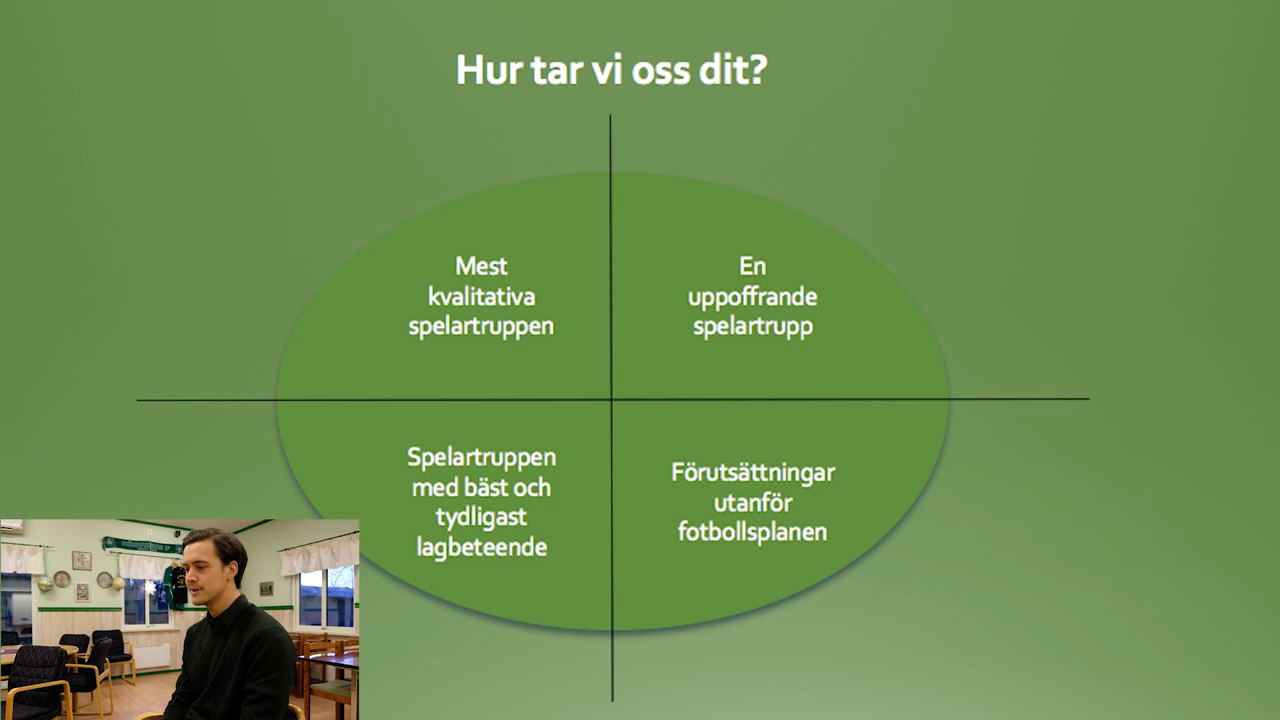 Hur tar vi oss dit?
Mest
kvalitativa
spelartruppen
En
uppoffrande
spelartrupp
Spelartruppen
med bäst och
tydligast
lagbeteende
Förutsättningar
utanför
fotbollsplanen